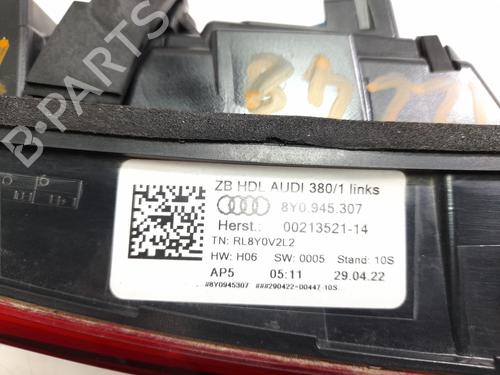 B-PARTS
ZB HDL AUDI 380/1 links
8Y0.945.307
Herst.: 00213521-14
TN: RL8Y0V2L2
HW: H06 SW: 0005 Stand: 10S
AP5 05:11 29.04.22
#8Y0945307 ###290422-00447-10S